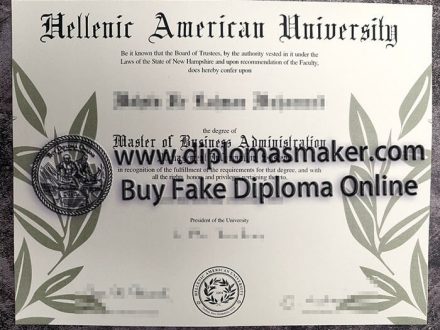 Hellenic American University
Be it known that the Board of Trustees, by the authority vested in it under the
Laws of the State of New Hampshire and upon recommendation of the Faculty,
does hereby confer upon
the degree of
Master of Business Administration
www.diplomasmaker.com
in recognition of the fulfillment of the requirements for that degree, and with
Buy Fake Diploma Online
all the rights, honors and privileges pertaining thereto.
President of the University